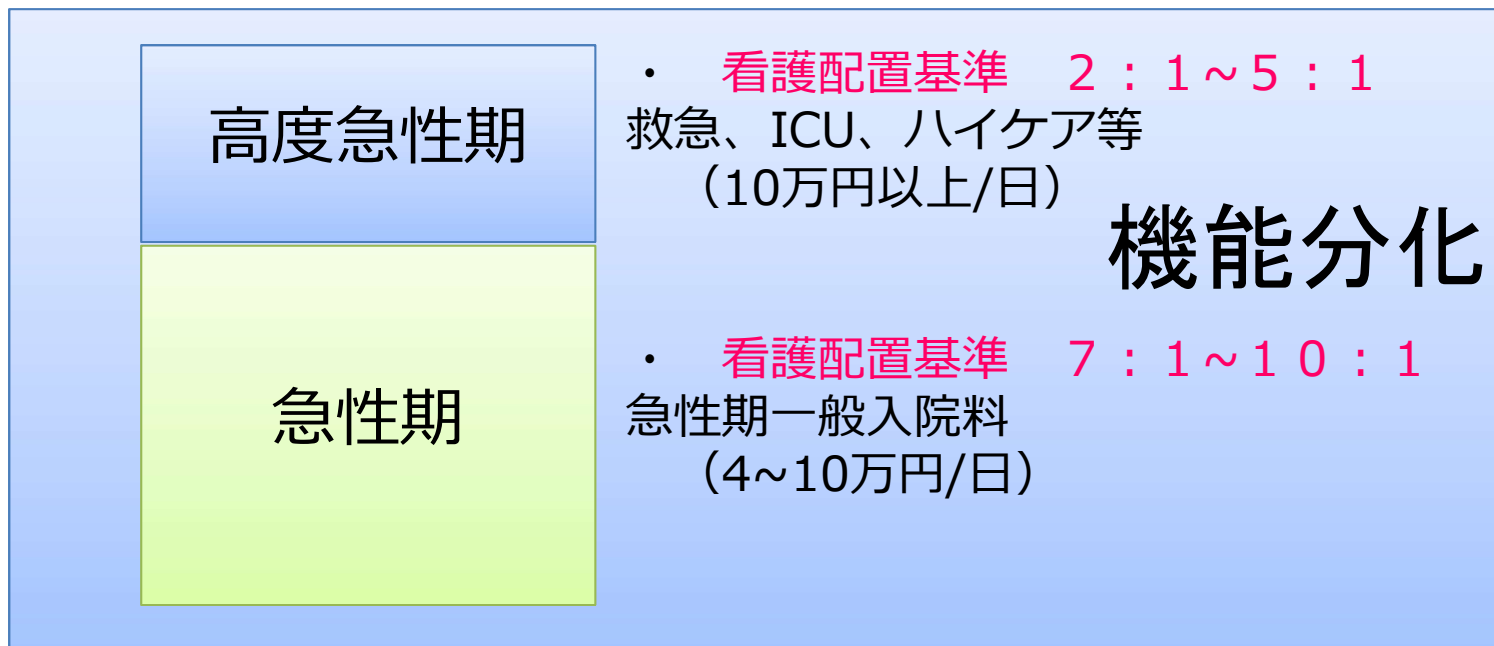 高度急性期
・　看護配置基準　２：１~５：１
救急、ICU、ハイケア等
（10万円以上/日）
機能分化
急性期
・　看護配置基準　７：１~１０：１
急性期一般入院料
（4~10万円/日）